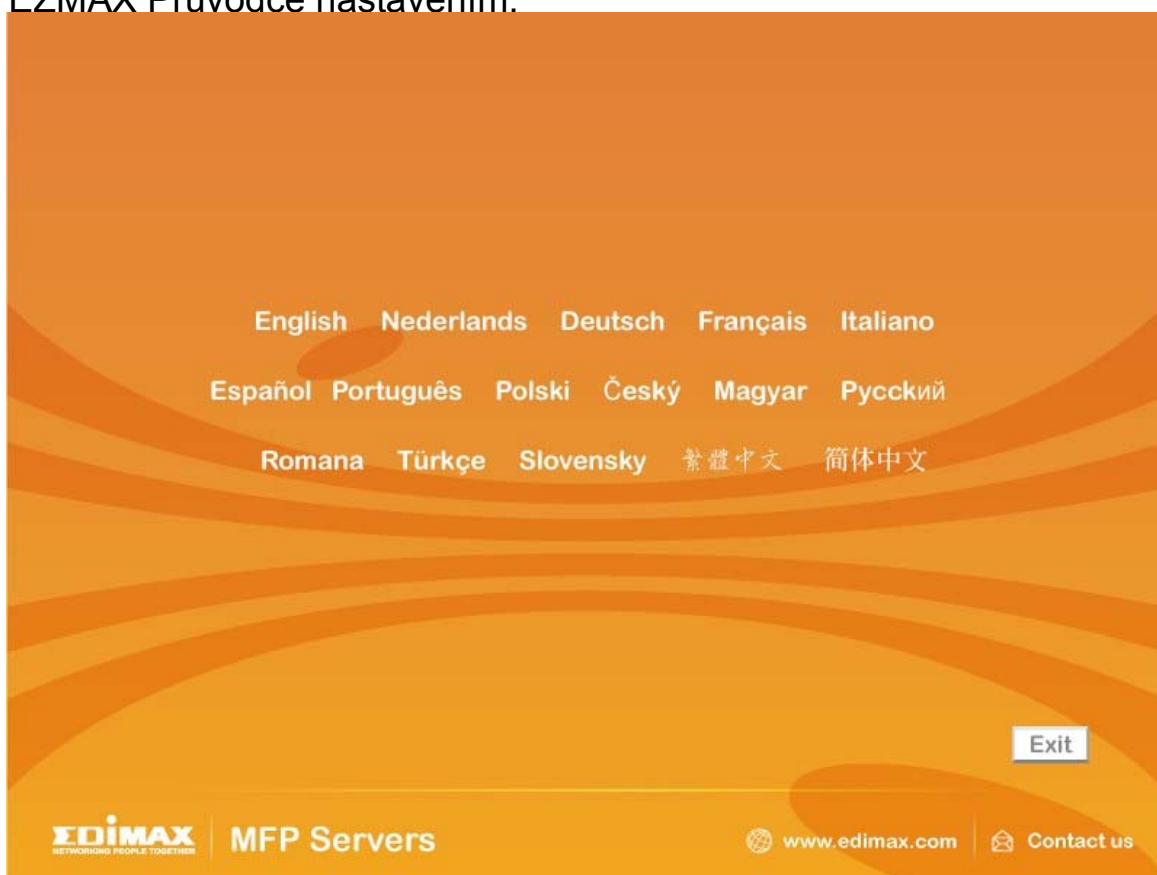 EZMAX Průvodce nastavením.
English Nederlands Deutsch Français Italiano
Español Português Polski Český Magyar Русский
Romana Türkçe Slovensky 繁體中文 简体中文
Exit
EDIMAX
NETWORKING PEOPLE TOGETHER
MFP Servers
www.edimax.com
Contact us